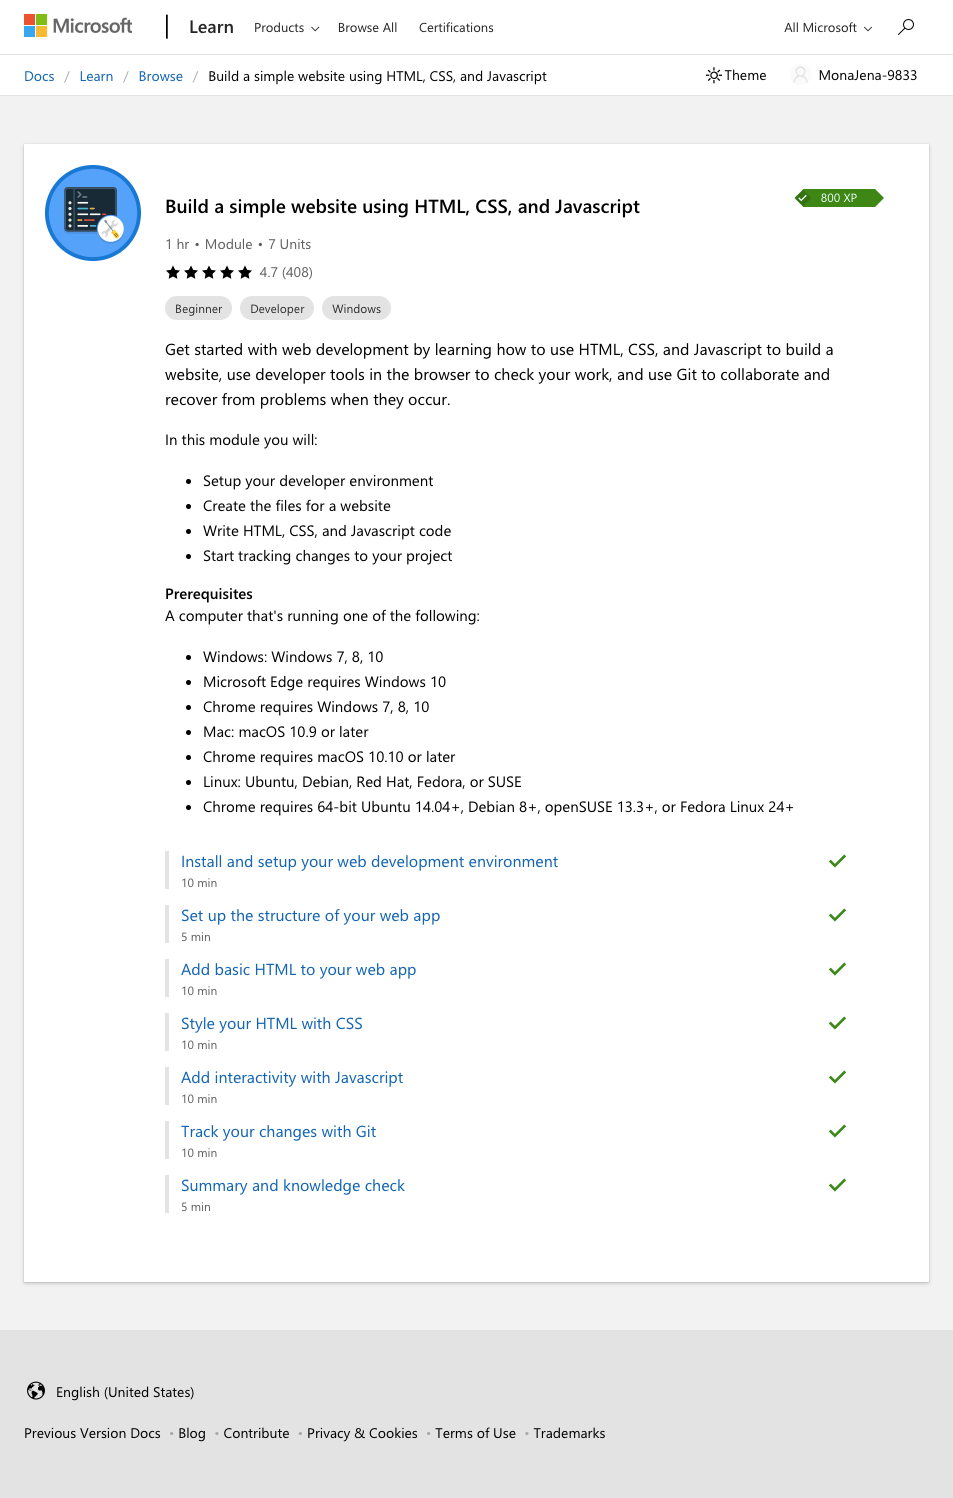 Microsoft Learn Products Browse All Certifications All Microsoft
Docs / Learn / Browse / Build a simple website using HTML, CSS, and Javascript Theme MonaJena-9833
Build a simple website using HTML, CSS, and Javascript
800 XP
1 hr • Module • 7 Units
4.7 (408)
Beginner Developer Windows
Get started with web development by learning how to use HTML, CSS, and Javascript to build a
website, use developer tools in the browser to check your work, and use Git to collaborate and
recover from problems when they occur.
In this module you will:
• Setup your developer environment
• Create the files for a website
• Write HTML, CSS, and Javascript code
• Start tracking changes to your project
Prerequisites
A computer that's running one of the following:
• Windows: Windows 7, 8, 10
• Microsoft Edge requires Windows 10
• Chrome requires Windows 7, 8, 10
• Mac: macOS 10.9 or later
• Chrome requires macOS 10.10 or later
• Linux: Ubuntu, Debian, Red Hat, Fedora, or SUSE
• Chrome requires 64-bit Ubuntu 14.04+, Debian 8+, openSUSE 13.3+, or Fedora Linux 24+
Install and setup your web development environment
10 min
Set up the structure of your web app
5 min
Add basic HTML to your web app
10 min
Style your HTML with CSS
10 min
Add interactivity with Javascript
10 min
Track your changes with Git
10 min
Summary and knowledge check
5 min
English (United States)
Previous Version Docs • Blog • Contribute • Privacy & Cookies • Terms of Use • Trademarks